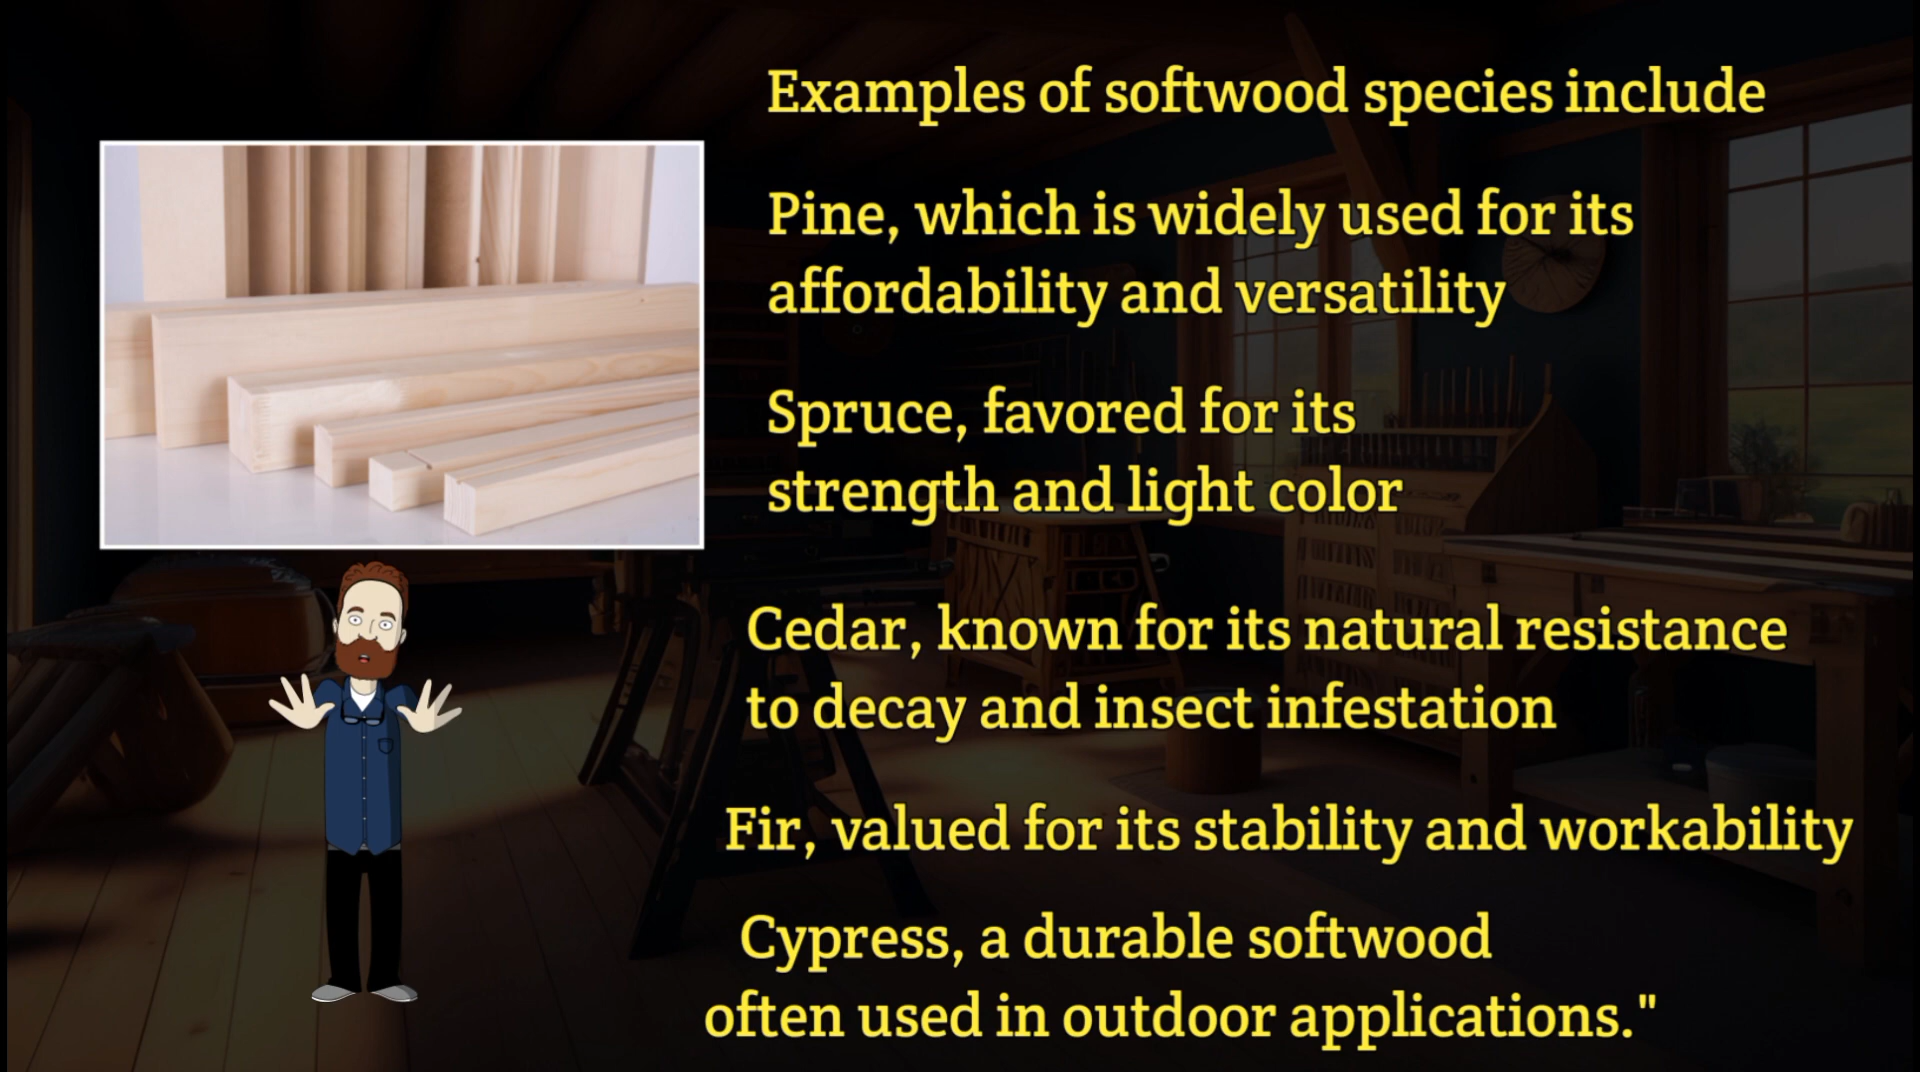 Examples of softwood species include
Pine, which is widely used for its
affordability and versatility
Spruce, favored for its
strength and light color
Cedar, known for its natural resistance
to decay and insect infestation
Fir, valued for its stability and workability
Cypress, a durable softwood
often used in outdoor applications."